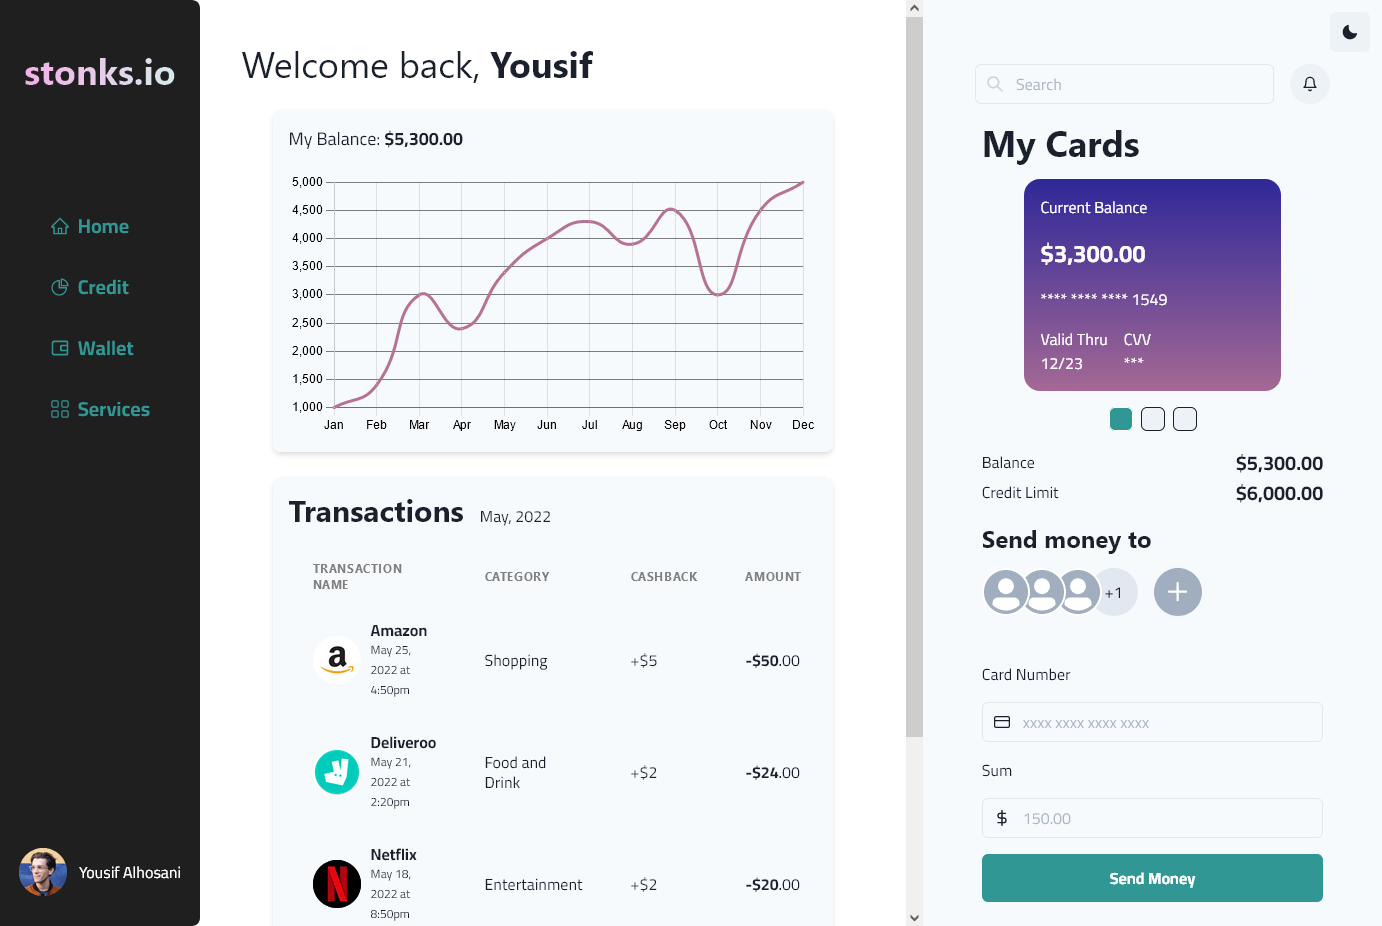 stonks.io
Home
Credit
Wallet
Services
Yousif Alhosani
Welcome back, Yousif
My Balance: $5,300.00
5,000
4,500
4,000
3,500
3,000
2,500
2,000
1,500
1,000
Jan Feb Mar Apr May Jun Jul Aug Sep Oct Nov Dec
Transactions May, 2022
TRANSACTION
NAME
CATEGORY
CASHBACK
AMOUNT
Amazon
May 25,
2022 at
4:50pm
Shopping
+$5
-$50.00
Deliveroo
May 21,
2022 at
2:20pm
Food and
Drink
+$2
-$24.00
Netflix
May 18,
2022 at
8:50pm
Entertainment
+$2
-$20.00
Search
My Cards
Current Balance
$3,300.00
**** **** **** 1549
Valid Thru CVV
12/23 ***
Balance $5,300.00
Credit Limit $6,000.00
Send money to
+1
Card Number
xxxx xxxx xxxx xxxx
Sum
$ 150.00
Send Money